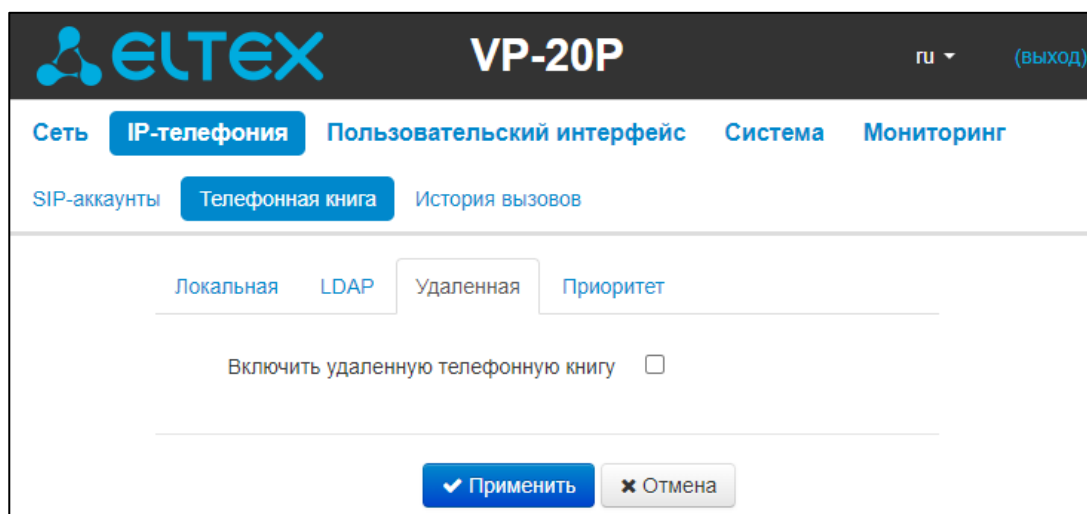 ELTEX VP-20P ru (выход)
Сеть IP-телефония Пользовательский интерфейс Система Мониторинг
SIP-аккаунты Телефонная книга История вызовов
Локальная LDAP Удаленная Приоритет
Включить удаленную телефонную книгу
Применить Отмена